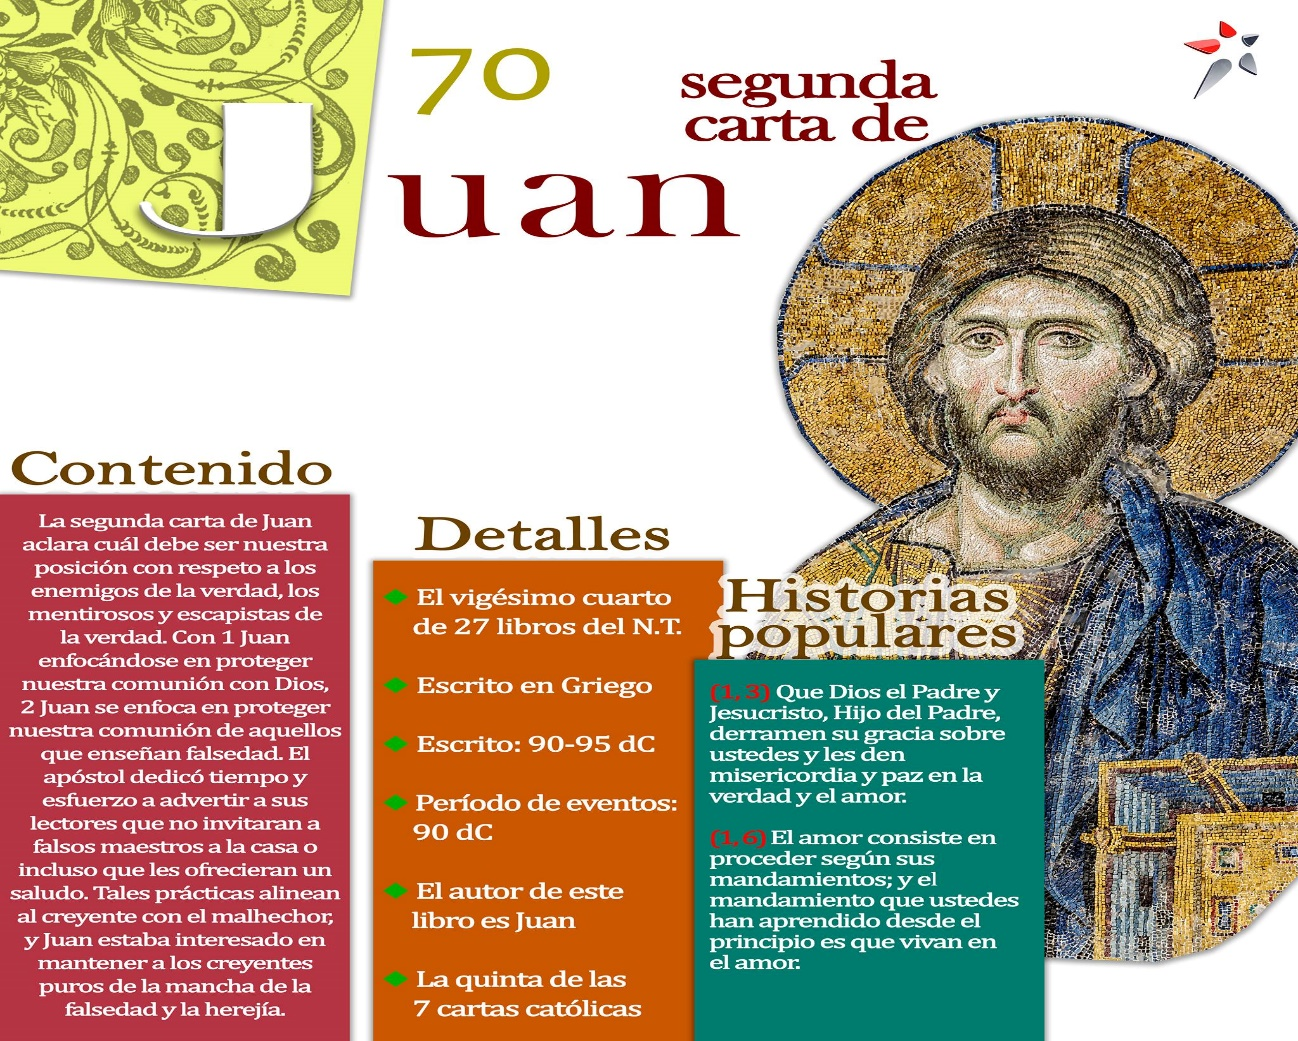 70
segunda
carta de
Juan
Contenido
La segunda carta de Juan
aclara cuál debe ser nuestra
posición con respeto a los
enemigos de la verdad, los
mentirosos y escapistas de
la verdad. Con 1 Juan
enfocándose en proteger
nuestra comunión con Dios,
2 Juan se enfoca en proteger
nuestra comunión de aquellos
que enseñan falsedad. El
apóstol dedicó tiempo y
esfuerzo a advertir a sus
lectores que no invitaran a
falsos maestros a la casa o
incluso que les ofrecieran un
saludo. Tales prácticas alinean
al creyente con el malhechor,
y Juan estaba interesado en
mantener a los creyentes
puros de la mancha de la
falsedad y la herejía.
Detalles
El vigésimo cuarto
de 27 libros del N.T.
Escrito en Griego
Escrito: 90-95 dC
Período de eventos:
90 dC
El autor de este
libro es Juan
La quinta de las
7 cartas católicas
Historias
populares
(1, 3) Que Dios el Padre y
Jesucristo, Hijo del Padre,
derramen su gracia sobre
ustedes y les den
misericordia y paz en la
verdad y el amor.
(1,6) El amor consiste en
proceder según sus
mandamientos; y el
mandamiento que ustedes
han aprendido desde el
principio es que vivan en
el amor.